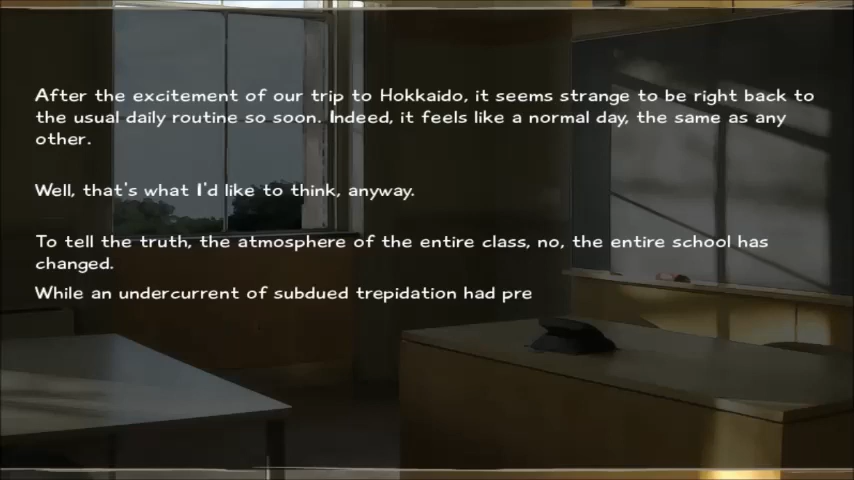 After the excitement of our trip to Hokkaido, it seems strange to be right back to
the usual daily routine so soon. Indeed, it feels like a normal day, the same as any
other.
Well, that's what I'd like to think, anyway.
To tell the truth, the atmosphere of the entire class, no, the entire school has
changed.
While an undercurrent of subdued trepidation had pre